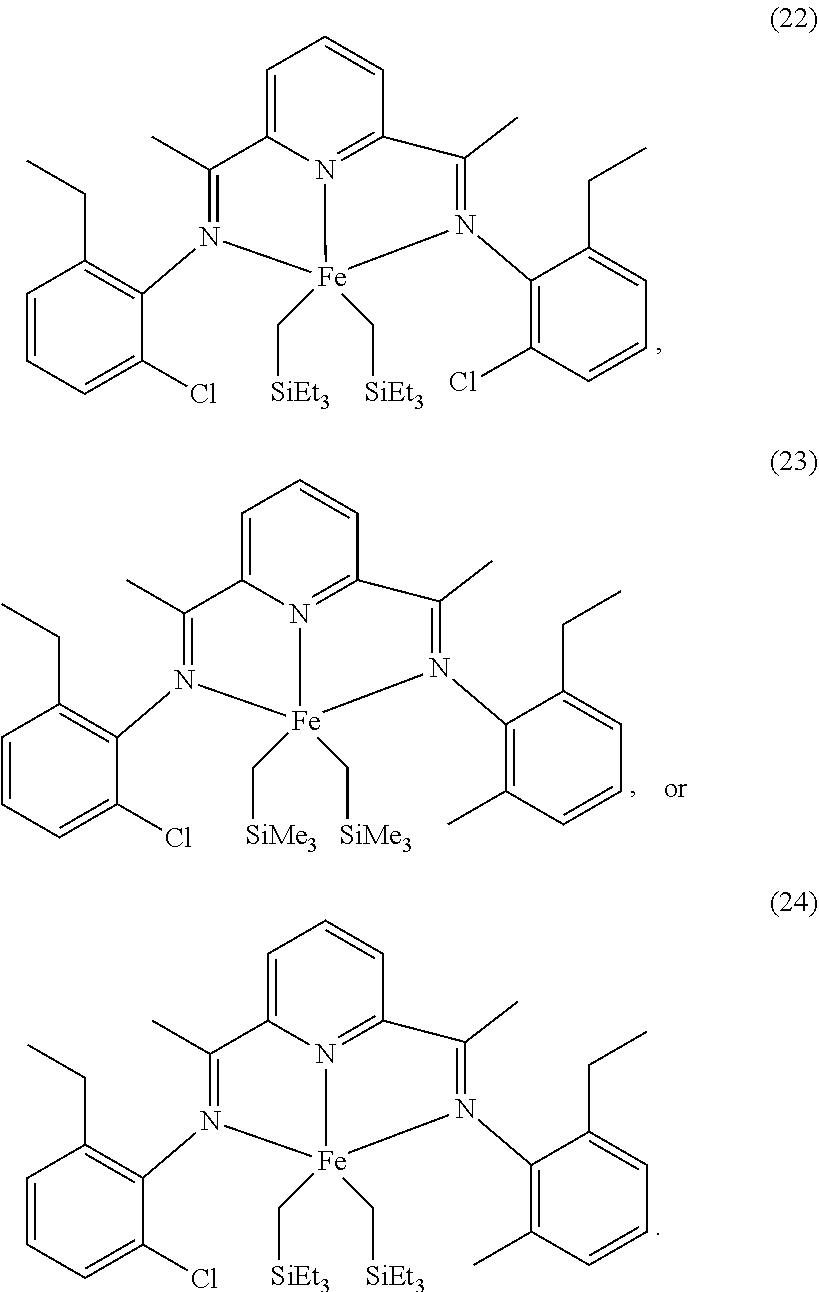 (22)
N
N N
Fe
,
Cl SiEt3 SiEt3 Cl
(23)
N
N N
Fe
, or
Cl SiMe3 SiMe3
(24)
N
N N
Fe
.
Cl SiEt3 SiEt3